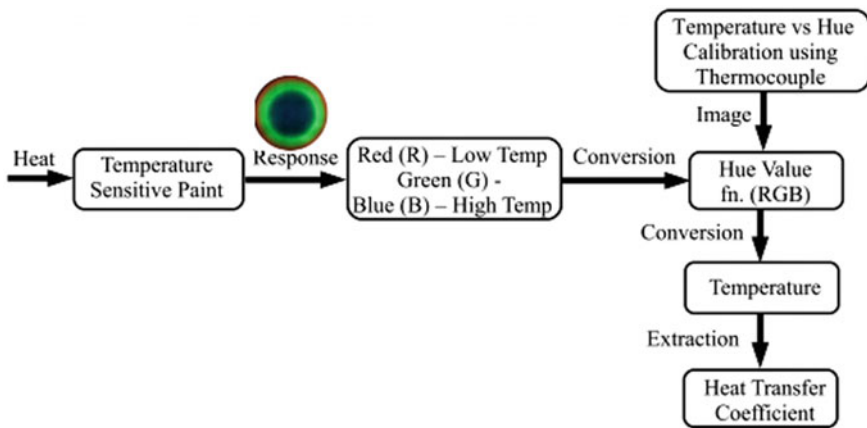 Temperature vs Hue
Calibration using
Thermocouple
Image
Heat
Temperature
Sensitive Paint
Response
Red (R) – Low Temp
Green (G) -
Blue (B) – High Temp
Conversion
Hue Value
fn. (RGB)
Conversion
Temperature
Extraction
Heat Transfer
Coefficient